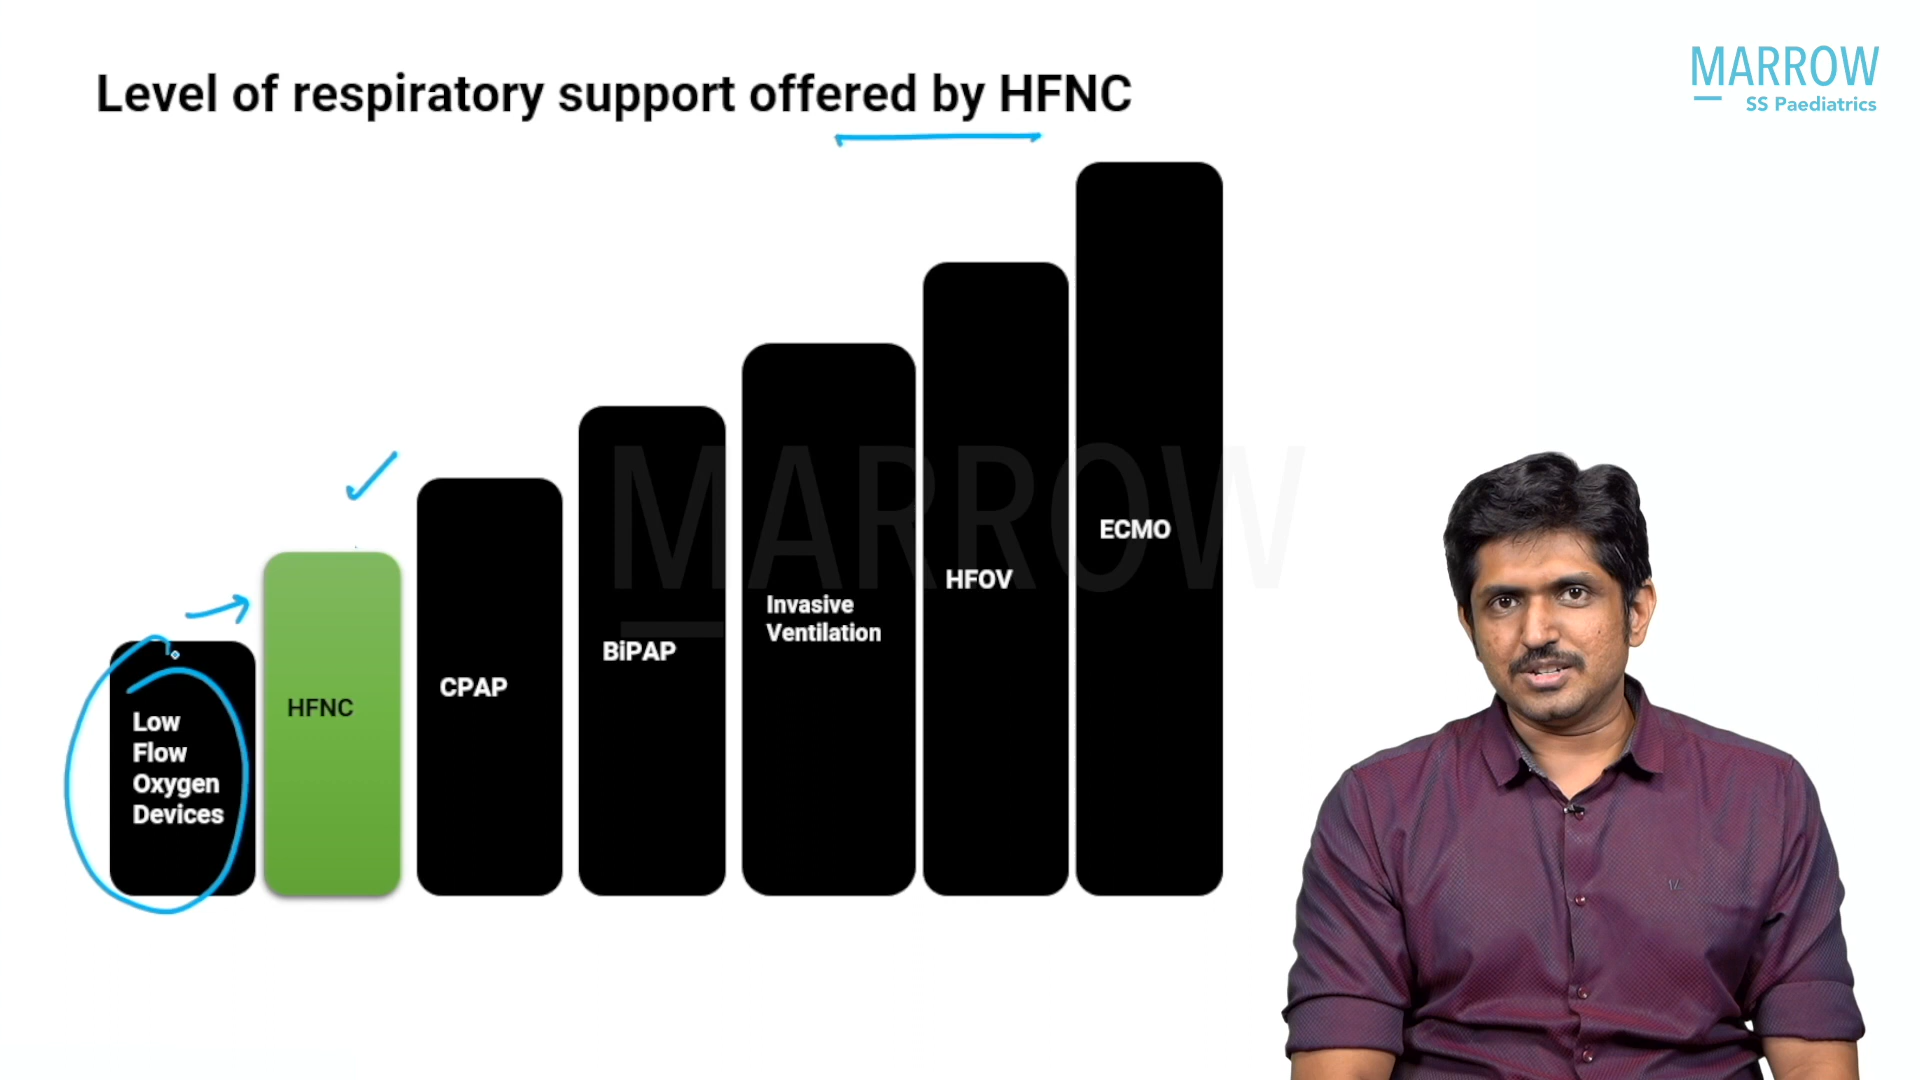 Level of respiratory support offered by HFNC
MARROW
SS Paediatrics
Low
Flow
Oxygen
Devices
HFNC
CPAP
BiPAP
Invasive
Ventilation
HFOV
ECMO
MARROW